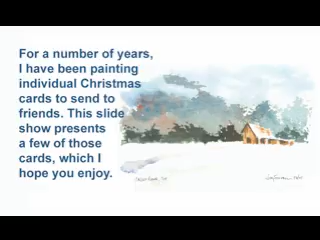 For a number of years,
I have been painting
individual Christmas
cards to send to
friends. This slide
show presents
a few of those
cards, which I
hope you enjoy.